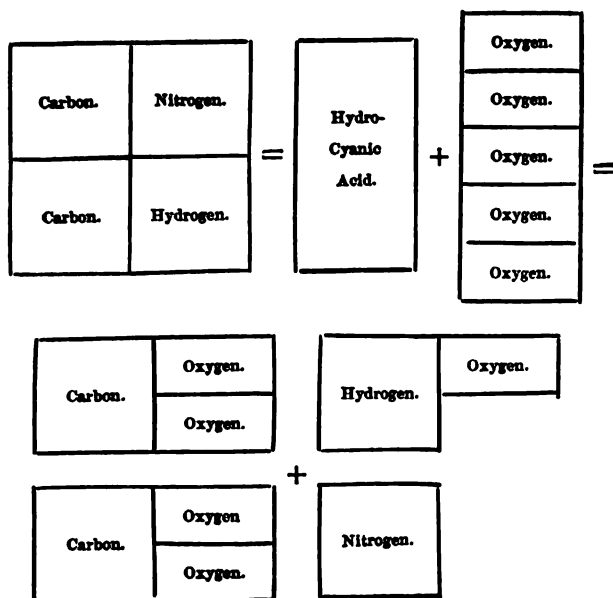 Carbon. Nitrogen.
Carbon. Hydrogen.
=
Hydro-
Cyanic
Acid.
+
Oxygen.
Oxygen.
Oxygen.
Oxygen.
Oxygen.
=
Carbon.
Oxygen.
Oxygen.
Hydrogen.
Oxygen.
+
Carbon.
Oxygen
Oxygen.
Nitrogen.